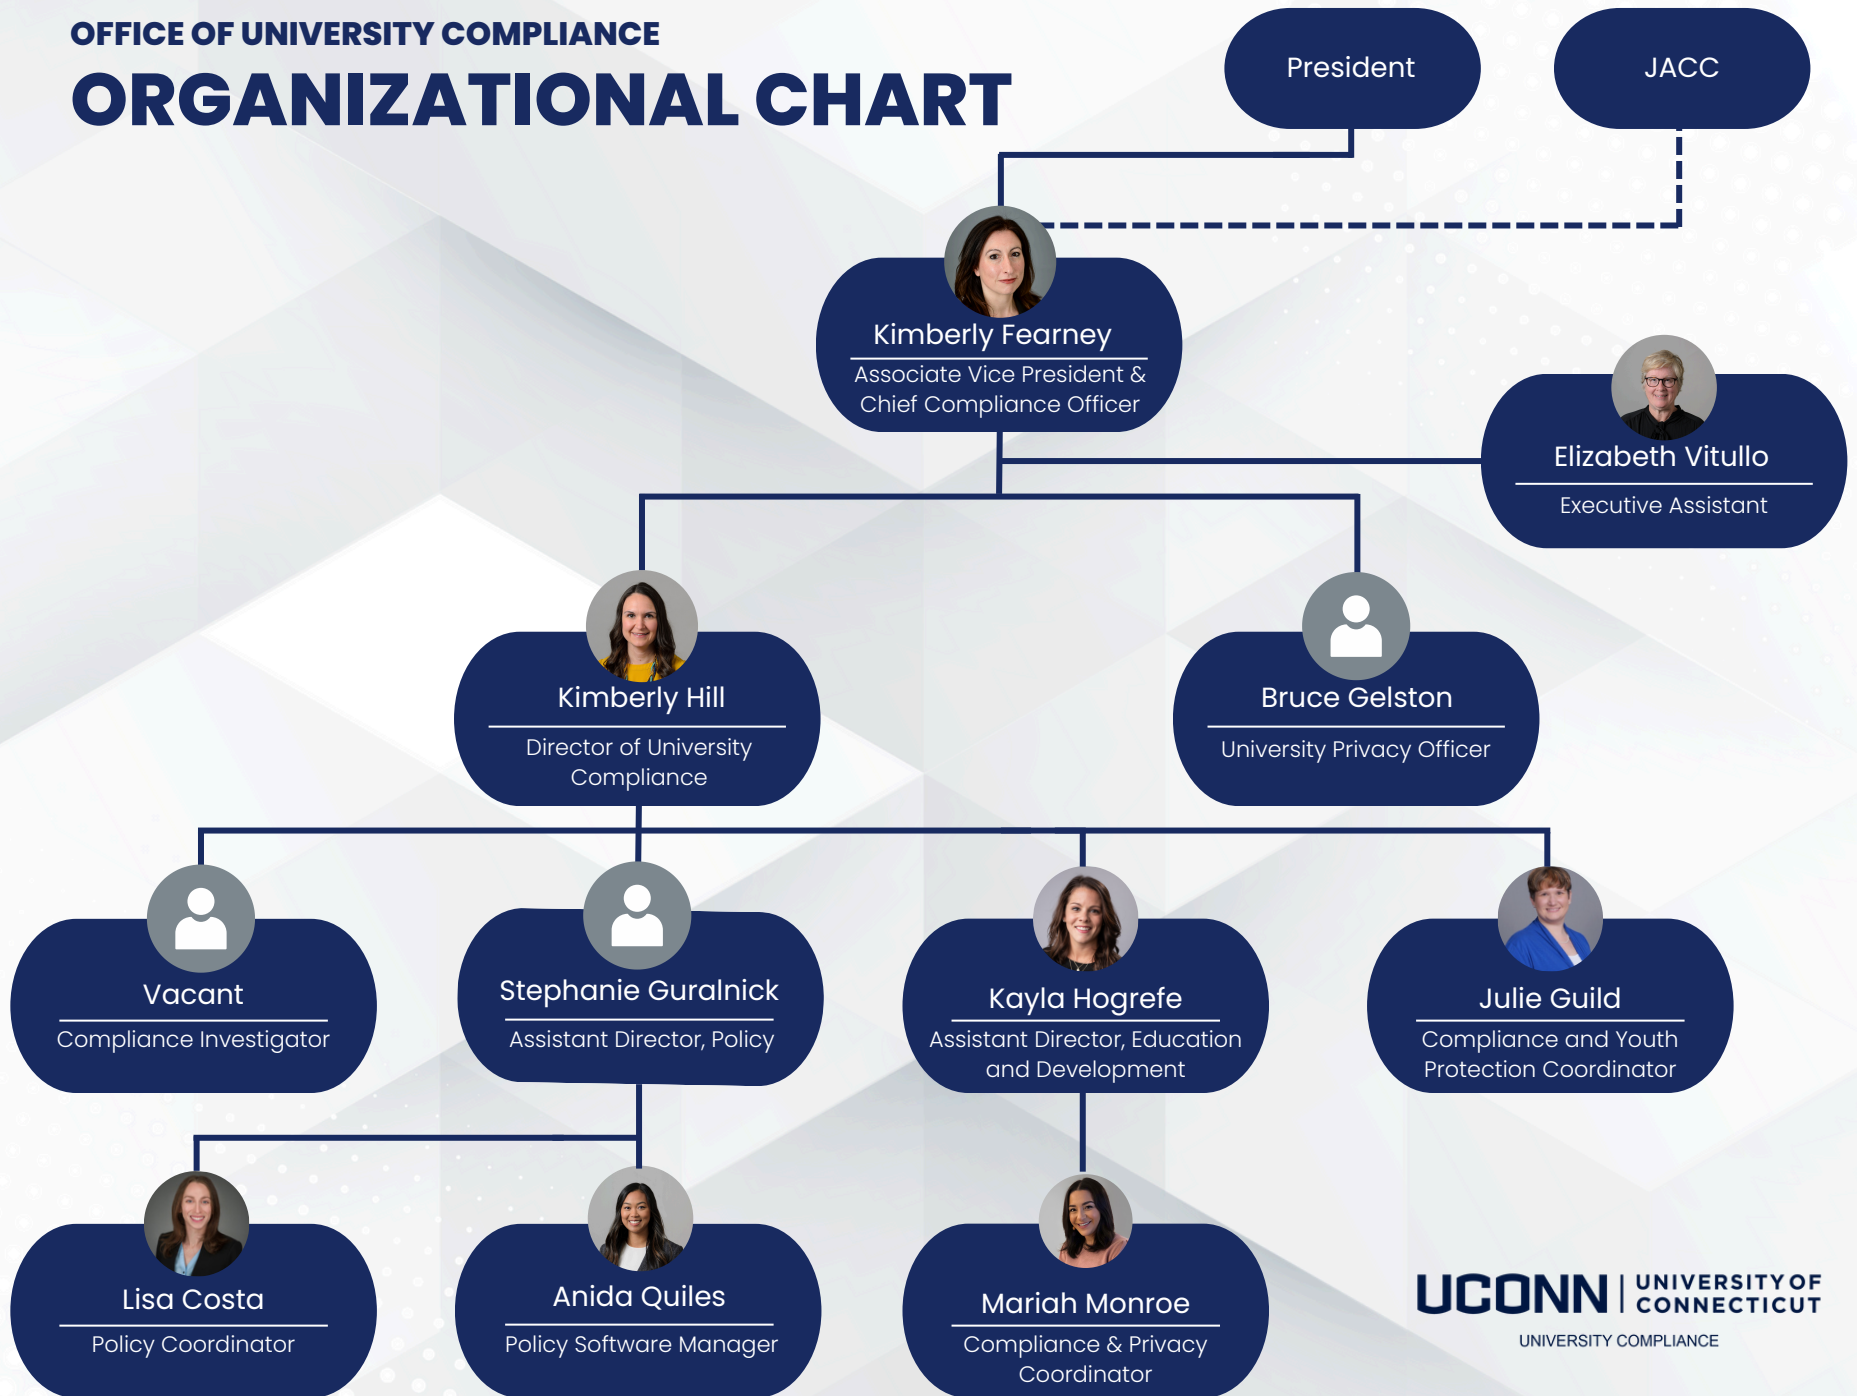 OFFICE OF UNIVERSITY COMPLIANCE
ORGANIZATIONAL CHART
President
JACC
Kimberly Fearney
Associate Vice President &
Chief Compliance Officer
Elizabeth Vitullo
Executive Assistant
Kimberly Hill
Director of University
Compliance
Bruce Gelston
University Privacy Officer
Vacant
Compliance Investigator
Stephanie Guralnick
Assistant Director, Policy
Kayla Hogrefe
Assistant Director, Education
and Development
Julie Guild
Compliance and Youth
Protection Coordinator
Lisa Costa
Policy Coordinator
Anida Quiles
Policy Software Manager
Mariah Monroe
Compliance & Privacy
Coordinator
UCONN | UNIVERSITY OF
CONNECTICUT
UNIVERSITY COMPLIANCE